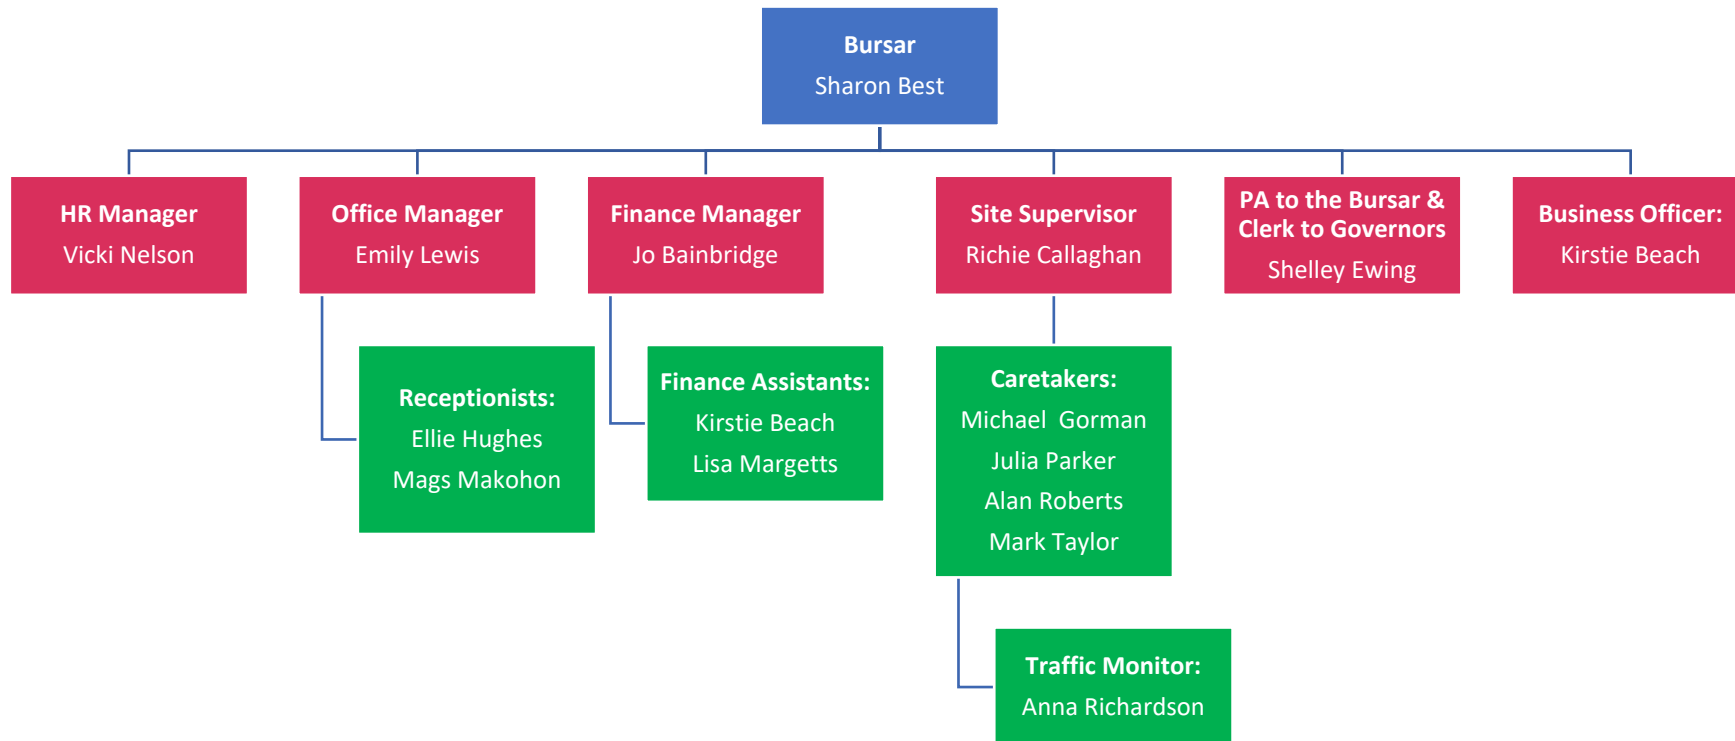 Bursar
Sharon Best
HR Manager
Vicki Nelson
Office Manager
Emily Lewis
Finance Manager
Jo Bainbridge
Site Supervisor
Richie Callaghan
PA to the Bursar &
Clerk to Governors
Shelley Ewing
Business Officer:
Kirstie Beach
Receptionists:
Ellie Hughes
Mags Makohon
Finance Assistants:
Kirstie Beach
Lisa Margetts
Caretakers:
Michael  Gorman
Julia Parker
Alan Roberts
Mark Taylor
Traffic Monitor:
Anna Richardson